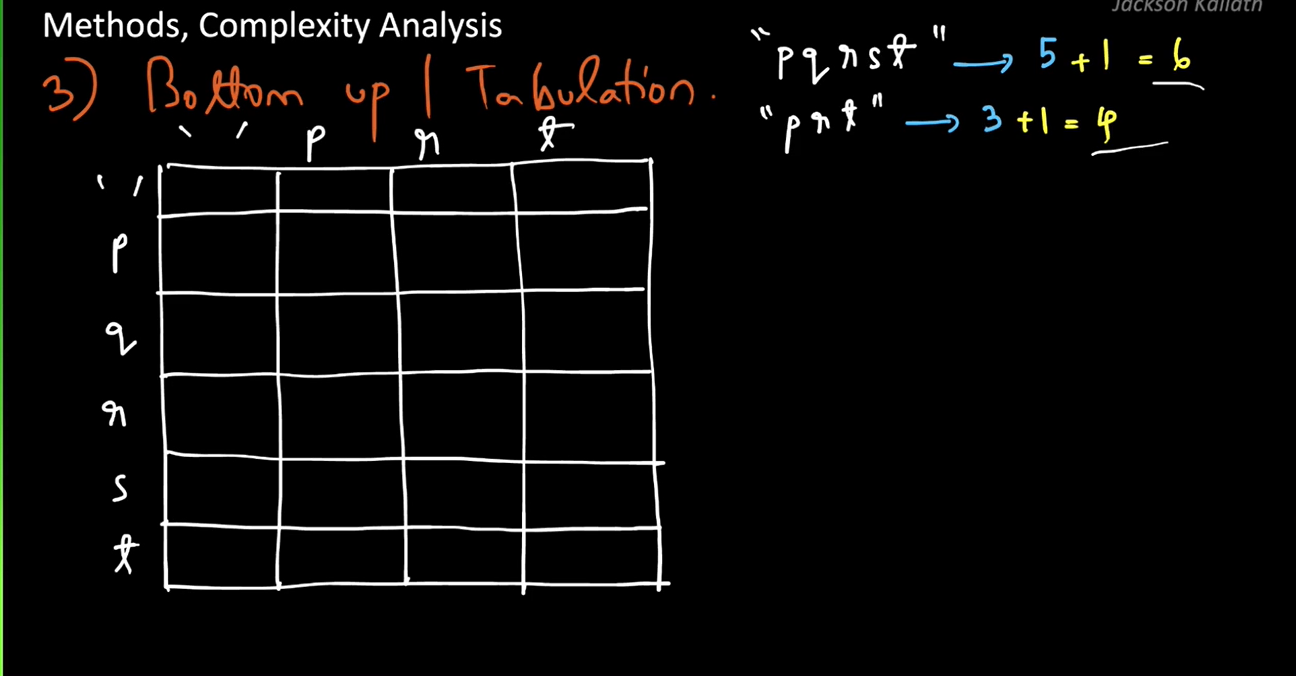 Jackson Kallath
Methods, Complexity Analysis
3) Bottom up | Tabulation.
"pqrst" → 5 + 1 = 6
"prt" → 3 + 1 = 4
' ' p r t
' '
p
q
r
s
t